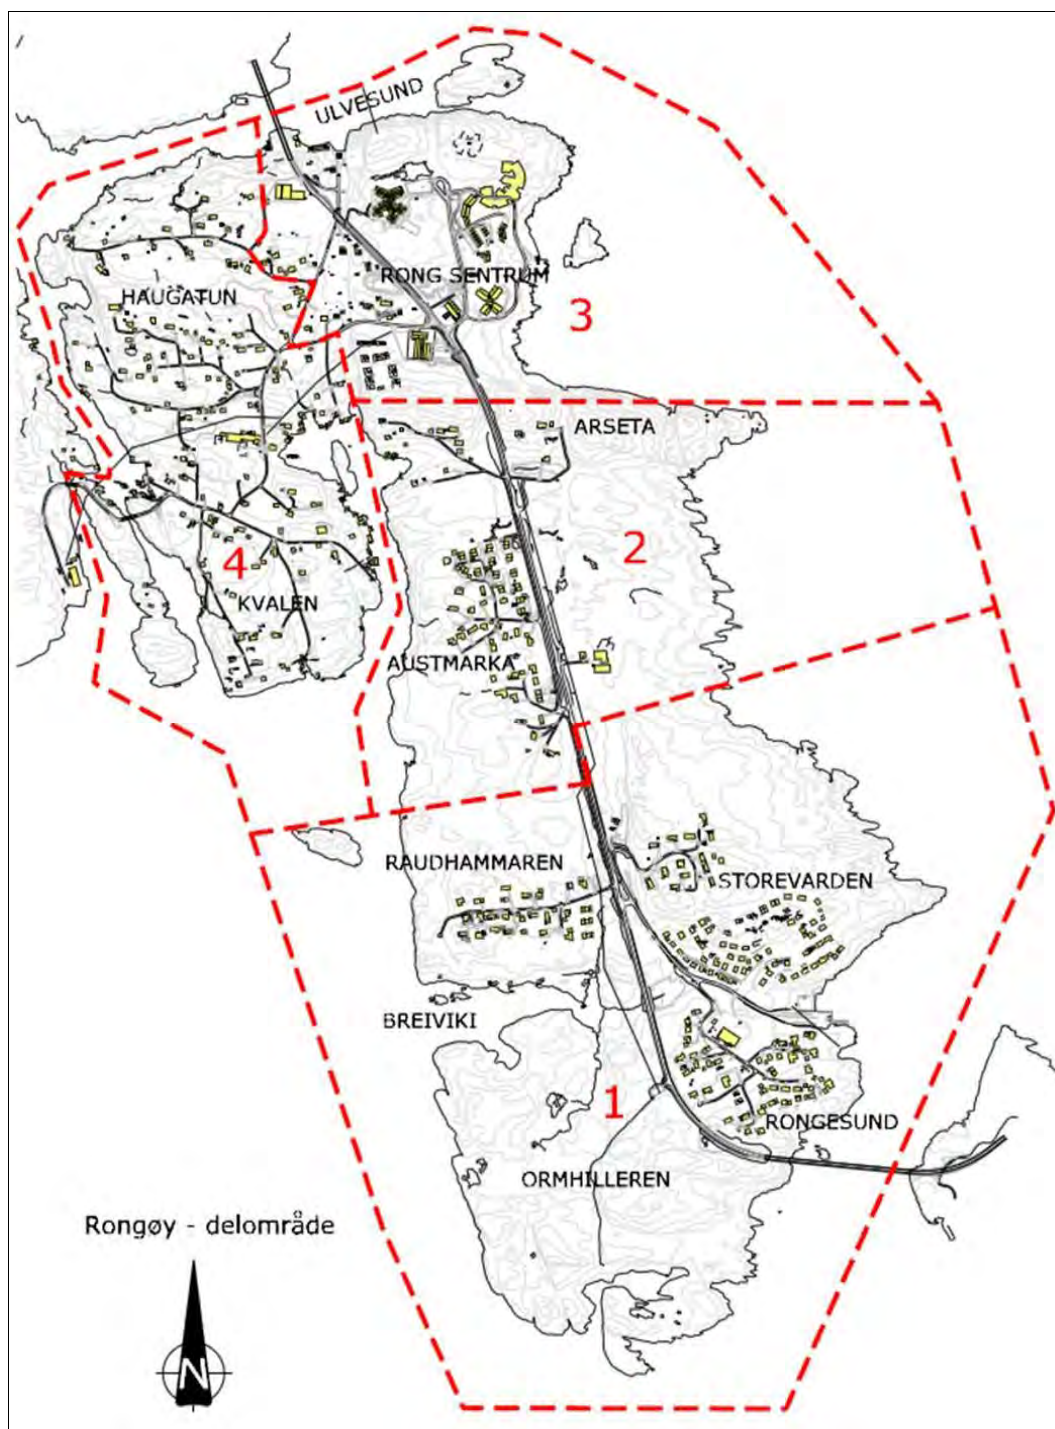 ULVESUND
RONG SENTRUM
HAUGATUN
3
ARSETA
2
4
KVALEN
AUSTMARKA
RAUDHAMMAREN
STOREVARDEN
BREIVIKI
1
RONGESUND
ORMHILLEREN
Rongøy - delområde
N